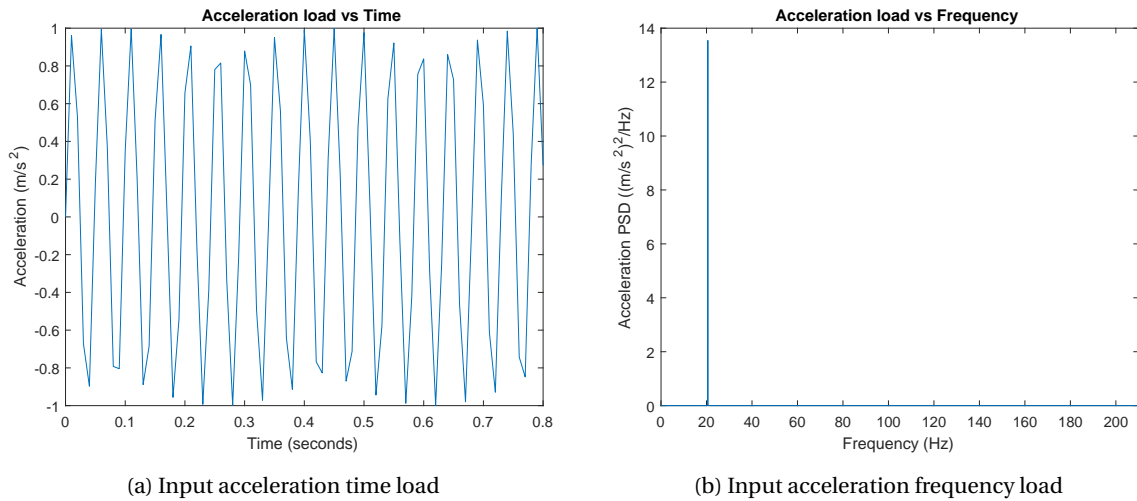 Acceleration load vs Time
1
0.8
0.6
0.4
0.2
0
-0.2
-0.4
-0.6
-0.8
-1
Acceleration (m/s²)
0 0.1 0.2 0.3 0.4 0.5 0.6 0.7 0.8
Time (seconds)
(a) Input acceleration time load
Acceleration load vs Frequency
14
12
10
8
6
4
2
0
Acceleration PSD ((m/s²)²/Hz)
0 20 40 60 80 100 120 140 160 180 200
Frequency (Hz)
(b) Input acceleration frequency load